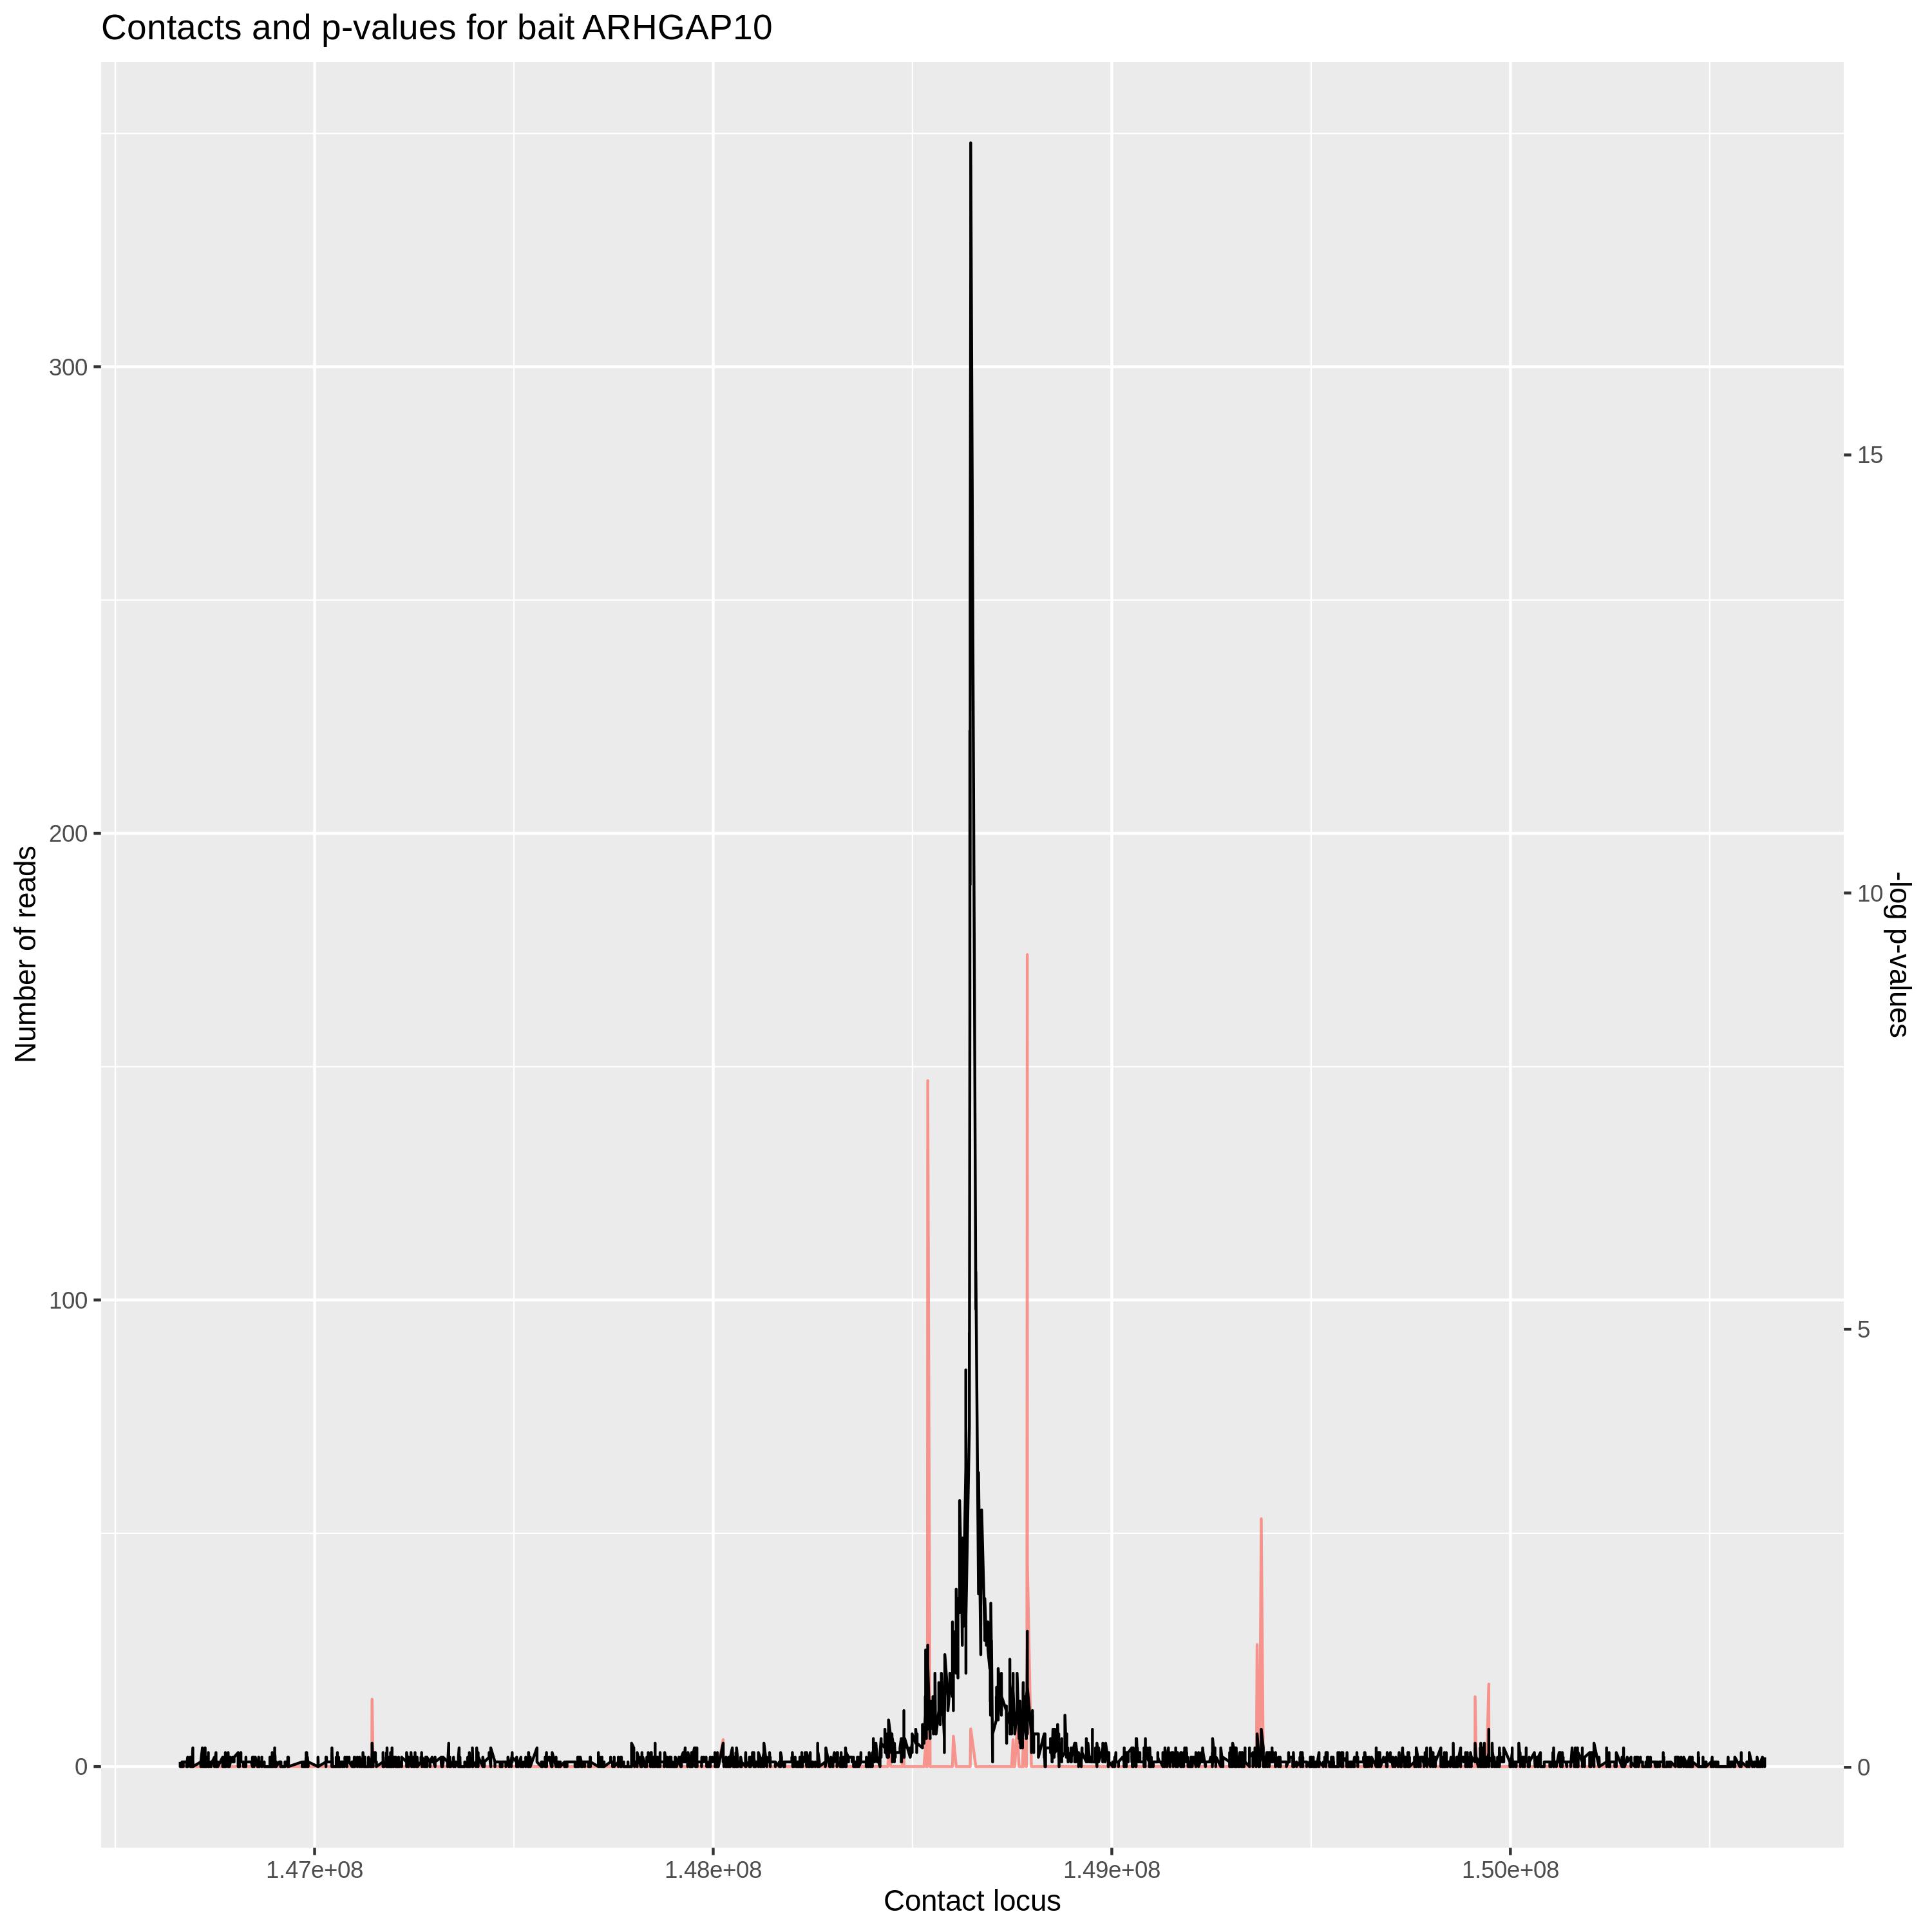 Contacts and p-values for bait ARHGAP10
Number of reads
300
200
100
0
15
10
5
0
-log p-values
1.47e+08
1.48e+08
1.49e+08
1.50e+08
Contact locus